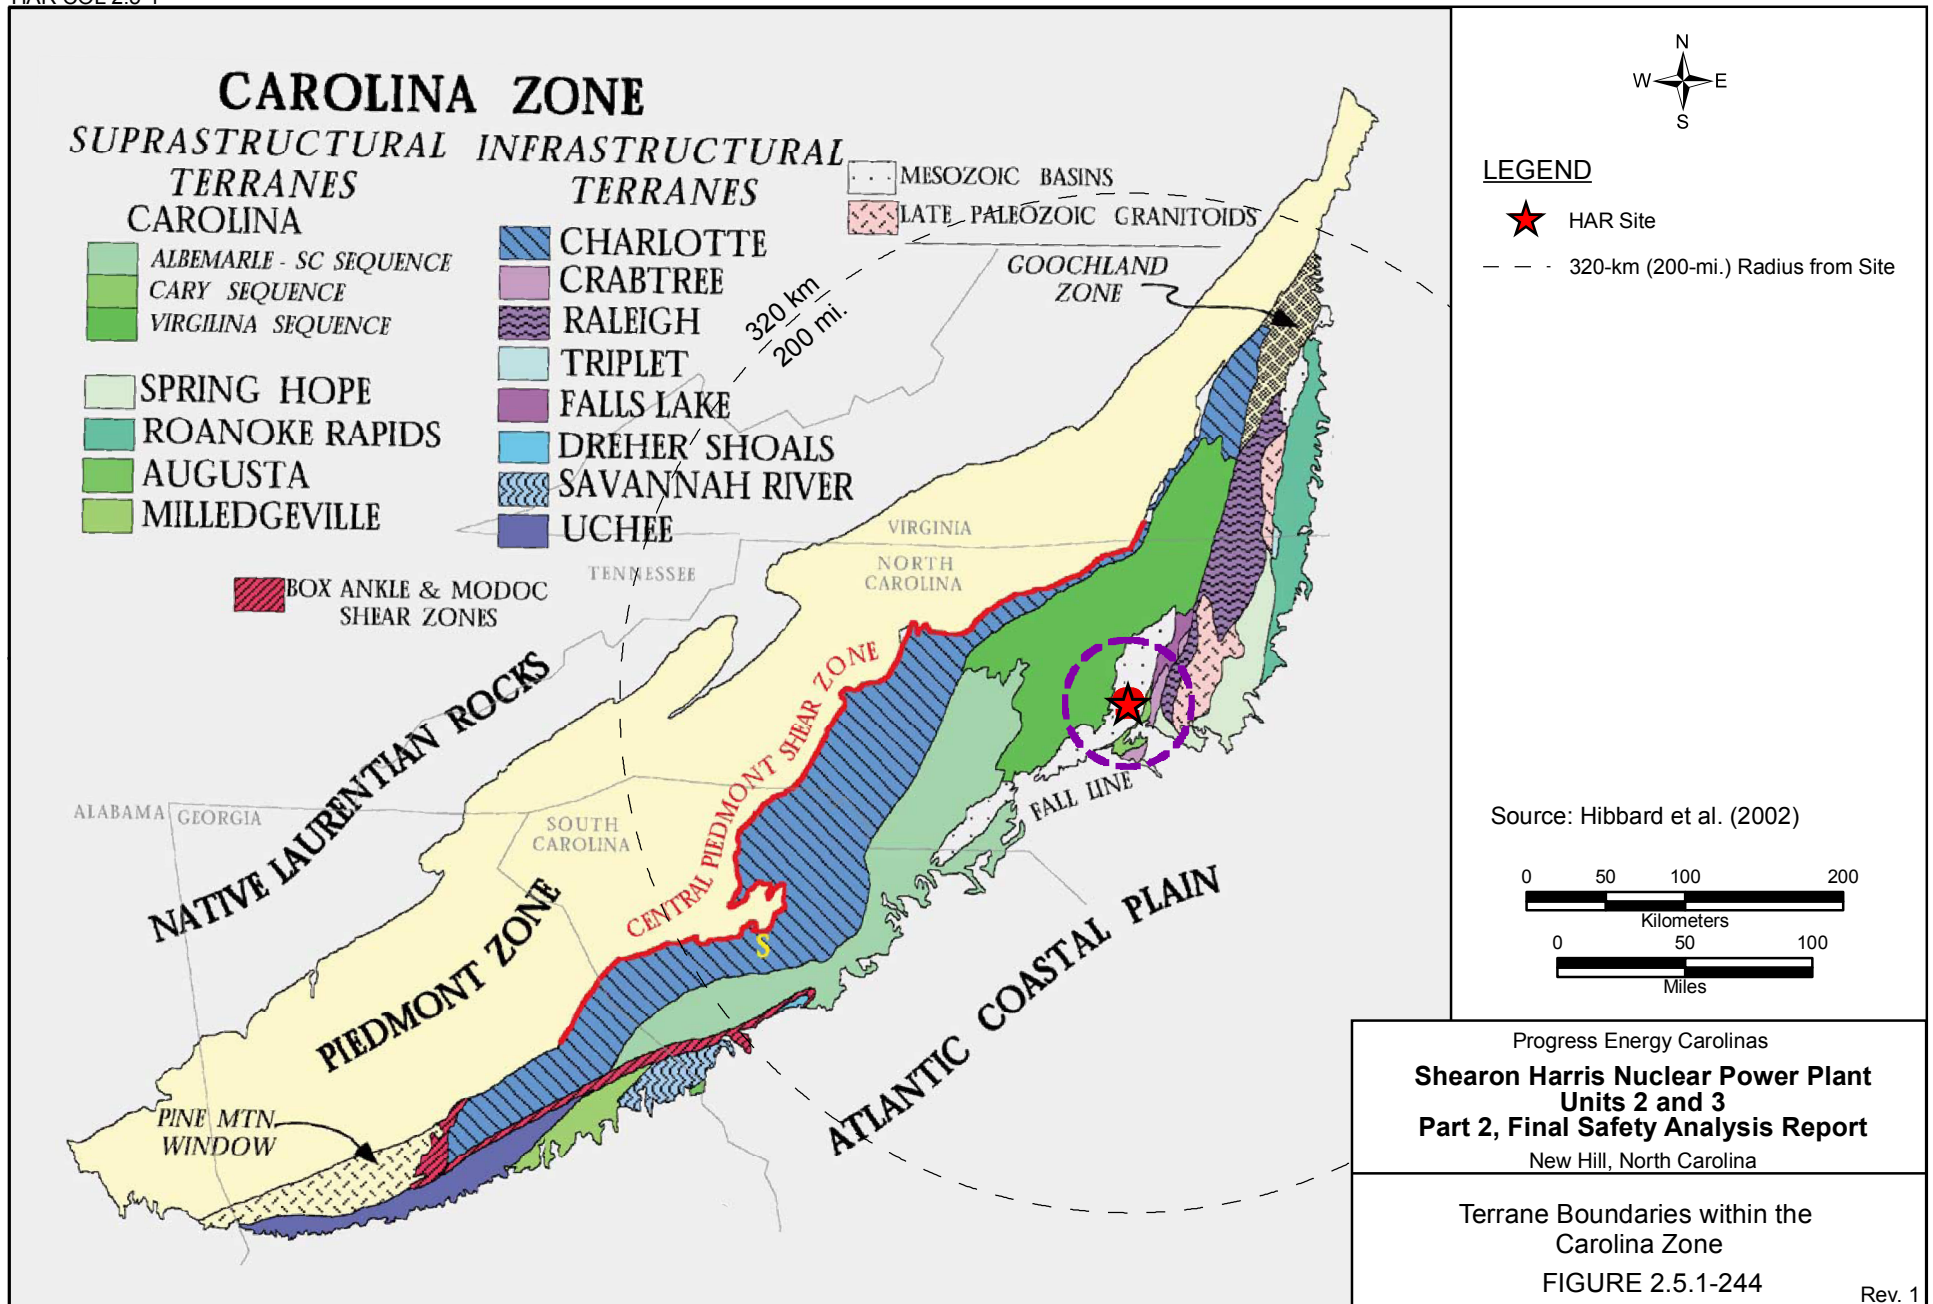 CAROLINA ZONE
SUPRASTRUCTURAL TERRANES
CAROLINA
ALBEMARLE - SC SEQUENCE
CARY SEQUENCE
VIRGILINA SEQUENCE
SPRING HOPE
ROANOKE RAPIDS
AUGUSTA
MILLEDGEVILLE
INFRASTRUCTURAL TERRANES
CHARLOTTE
CRABTREE
RALEIGH
TRIPLET
FALLS LAKE
DREHER SHOALS
SAVANNAH RIVER
UCHEE
BOX ANKLE & MODOC
SHEAR ZONES
MESOZOIC BASINS
LATE PALEOZOIC GRANITOIDS
GOOCHLAND
ZONE
320 km
200 mi.
VIRGINIA
NORTH
CAROLINA
TENNESSEE
ALABAMA
GEORGIA
SOUTH
CAROLINA
NATIVE LAURENTIAN ROCKS
PIEDMONT ZONE
CENTRAL PIEDMONT SHEAR ZONE
S
FALL LINE
ATLANTIC COASTAL PLAIN
PINE MTN
WINDOW
N
W E
S
LEGEND
HAR Site
320-km (200-mi.) Radius from Site
Source: Hibbard et al. (2002)
0 50 100 200
Kilometers
0 50 100
Miles
Progress Energy Carolinas
Shearon Harris Nuclear Power Plant
Units 2 and 3
Part 2, Final Safety Analysis Report
New Hill, North Carolina
Terrane Boundaries within the
Carolina Zone
FIGURE 2.5.1-244
Rev. 1